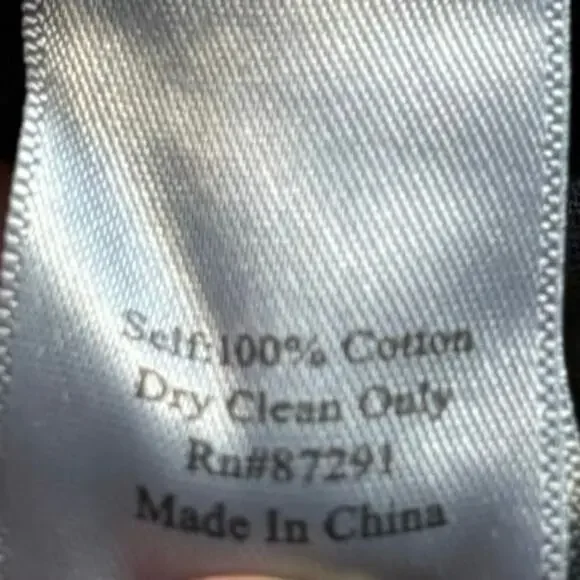 Self:100% Cotton
Dry Clean Only
Rn#87291
Made In China